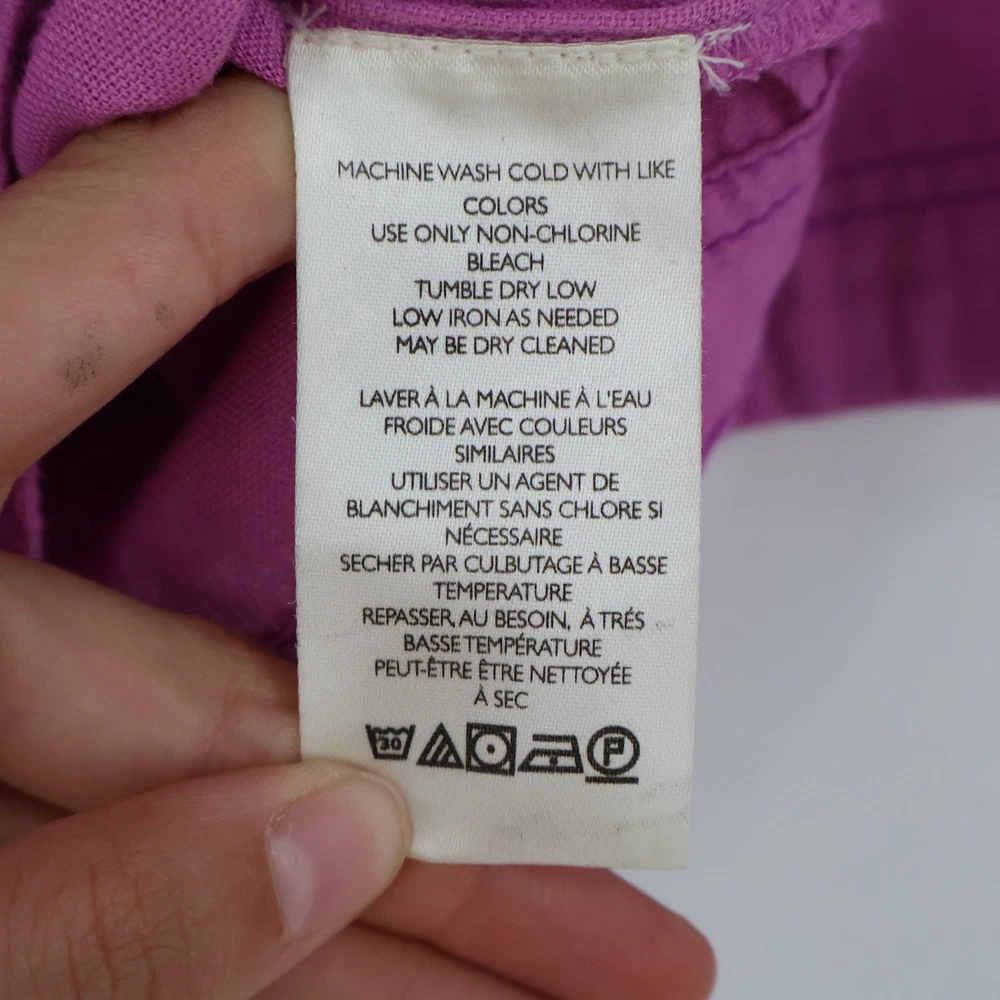 MACHINE WASH COLD WITH LIKE
COLORS
USE ONLY NON-CHLORINE
BLEACH
TUMBLE DRY LOW
LOW IRON AS NEEDED
MAY BE DRY CLEANED
LAVER À LA MACHINE À L'EAU
FROIDE AVEC COULEURS
SIMILAIRES
UTILISER UN AGENT DE
BLANCHIMENT SANS CHLORE SI
NÉCESSAIRE
SECHER PAR CULBUTAGE À BASSE
TEMPERATURE
REPASSER, AU BESOIN, À TRÉS
BASSE TEMPÉRATURE
PEUT-ÊTRE ÊTRE NETTOYÉE
À SEC
30 P